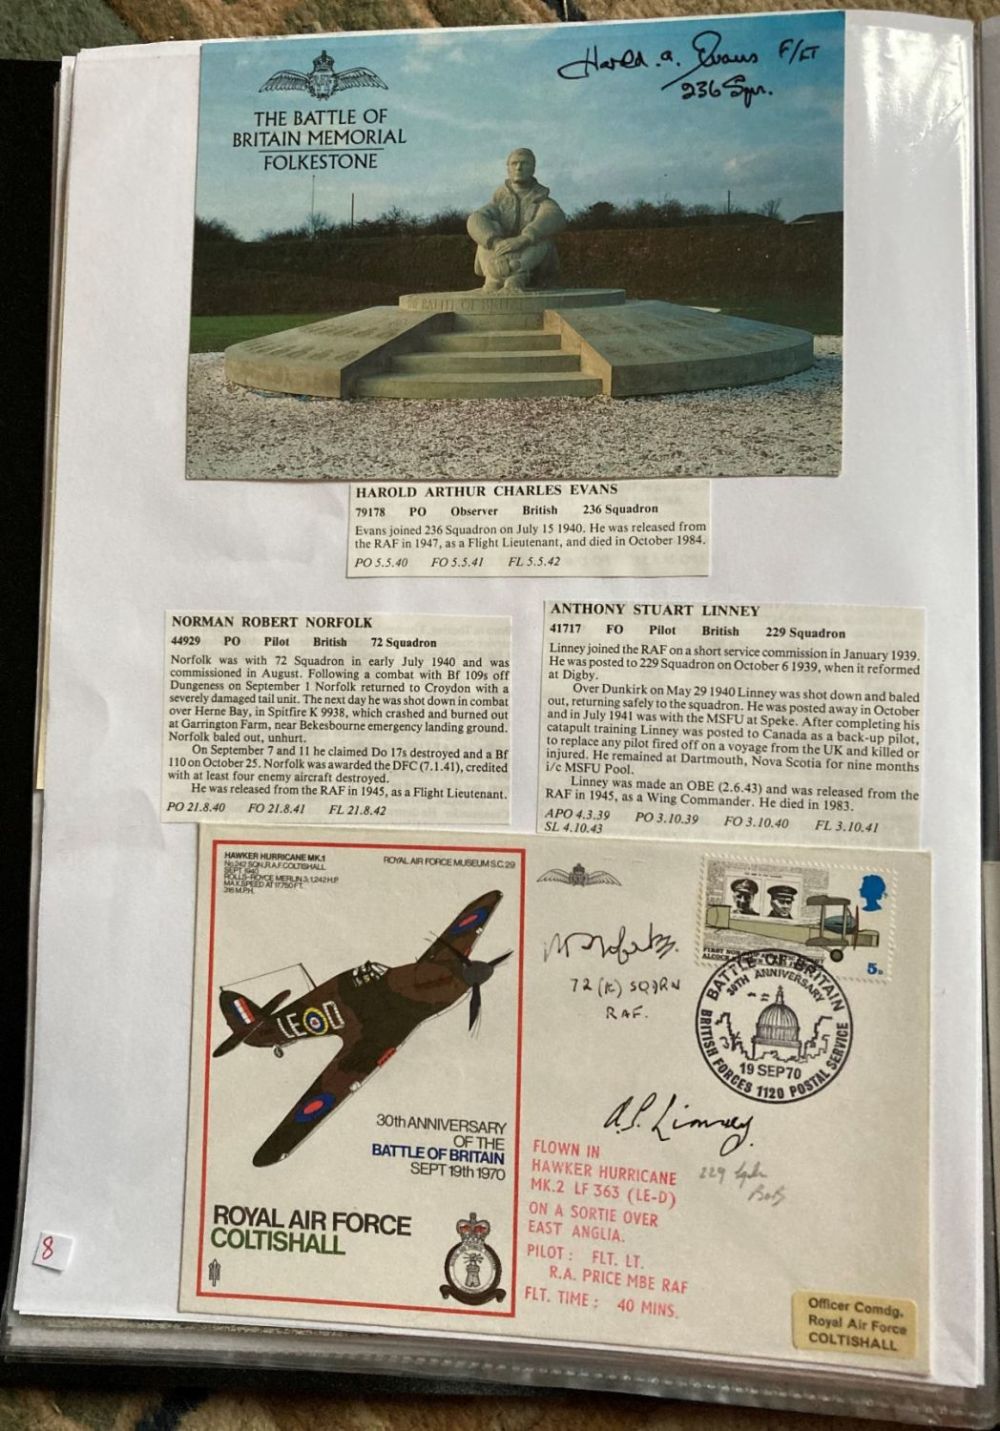 Harold. a. Evans F/LT
236 Sqn.
THE BATTLE OF
BRITAIN MEMORIAL
FOLKESTONE
HAROLD ARTHUR CHARLES EVANS
79178 PO Observer British 236 Squadron
Evans joined 236 Squadron on July 15 1940. He was released from
the RAF in 1947, as a Flight Lieutenant, and died in October 1984.
PO 5.5.40 FO 5.5.41 FL 5.5.42
NORMAN ROBERT NORFOLK
44929 PO Pilot British 72 Squadron
Norfolk was with 72 Squadron in early July 1940 and was
commissioned in August. Following a combat with Bf 109s off
Dungeness on September 1 Norfolk returned to Croydon with a
severely damaged tail unit. The next day he was shot down in combat
over Herne Bay, in Spitfire K 9938, which crashed and burned out
at Garrington Farm, near Bekesbourne emergency landing ground.
Norfolk baled out, unhurt.
On September 7 and 11 he claimed Do 17s destroyed and a Bf
110 on October 25. Norfolk was awarded the DFC (7.1.41), credited
with at least four enemy aircraft destroyed.
He was released from the RAF in 1945, as a Flight Lieutenant.
PO 21.8.40 FO 21.8.41 FL 21.8.42
ANTHONY STUART LINNEY
41717 FO Pilot British 229 Squadron
Linney joined the RAF on a short service commission in January 1939.
He was posted to 229 Squadron on October 6 1939, when it reformed
at Digby.
Over Dunkirk on May 29 1940 Linney was shot down and baled
out, returning safely to the squadron. He was posted away in October
and in July 1941 was with the MSFU at Speke. After completing his
catapult training Linney was posted to Canada as a back-up pilot,
to replace any pilot fired off on a voyage from the UK and killed or
injured. He remained at Dartmouth, Nova Scotia for nine months
i/c MSFU Pool.
Linney was made an OBE (2.6.43) and was released from the
RAF in 1945, as a Wing Commander. He died in 1983.
APO 4.3.39 PO 3.10.39 FO 3.10.40 FL 3.10.41
SL 4.10.43
HAWKER HURRICANE MK.1
No.242 SQN.R.A.F.COLTISHALL
SEPT 1940
ROLLS-ROYCE MERLIN 3;1,242 H.P.
MAX.SPEED AT 17,750 FT.
316 M.P.H.
ROYAL AIR FORCE MUSEUM S.C.29
LE D
30th ANNIVERSARY
OF THE
BATTLE OF BRITAIN
SEPT 19th 1970
ROYAL AIR FORCE
COLTISHALL
72 (R) SQDRN
RAF.
5D
BATTLE OF BRITAIN
30TH ANNIVERSARY
19 SEP 70
BRITISH FORCES 1120 POSTAL SERVICE
A.S. Linney.
229 Sqdn
FLOWN IN
HAWKER HURRICANE
MK.2 LF 363 (LE-D)
ON A SORTIE OVER
EAST ANGLIA.
PILOT: FLT. LT.
R.A. PRICE MBE RAF
FLT. TIME: 40 MINS.
Officer Comdg.
Royal Air Force
COLTISHALL
8